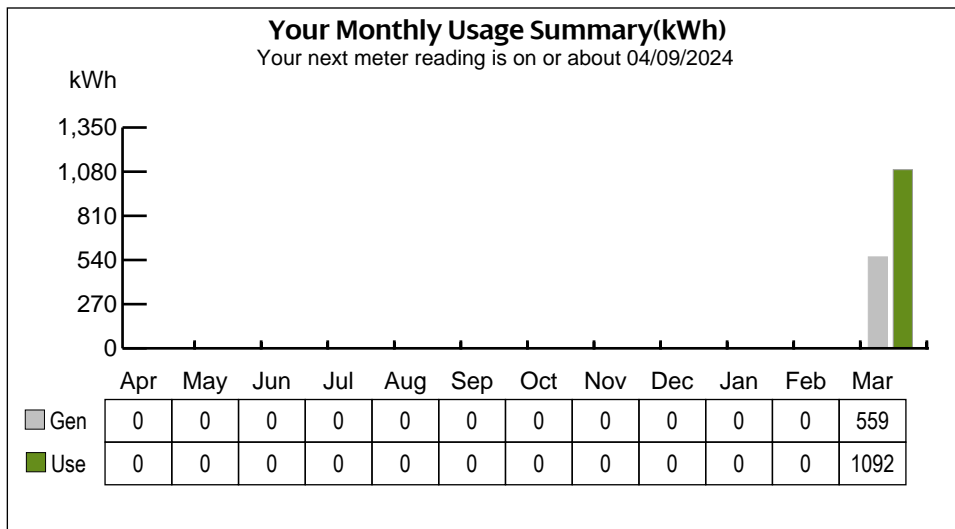 Your Monthly Usage Summary(kWh)
Your next meter reading is on or about 04/09/2024
kWh
1,350
1,080
810
540
270
0
Apr May Jun Jul Aug Sep Oct Nov Dec Jan Feb Mar
Gen 0 0 0 0 0 0 0 0 0 0 0 559
Use 0 0 0 0 0 0 0 0 0 0 0 1092